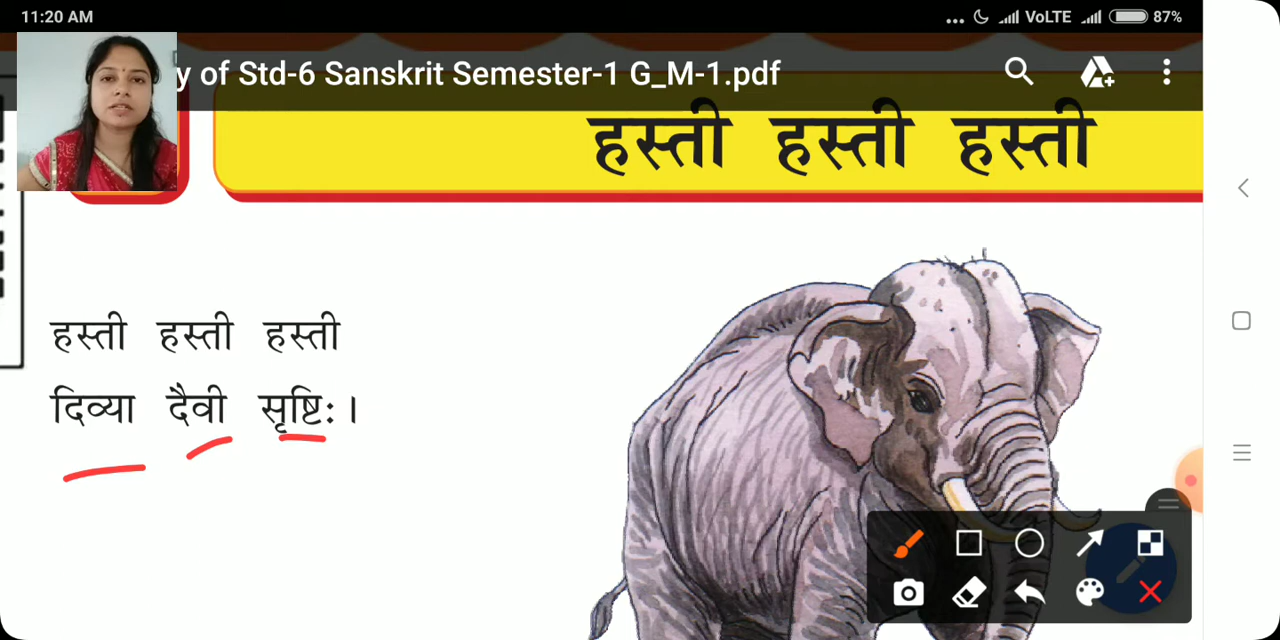 11:20 AM
... VoLTE 87%
y of Std-6 Sanskrit Semester-1 G_M-1.pdf
हस्ती हस्ती हस्ती
हस्ती हस्ती हस्ती
दिव्या दैवी सृष्टिः ।